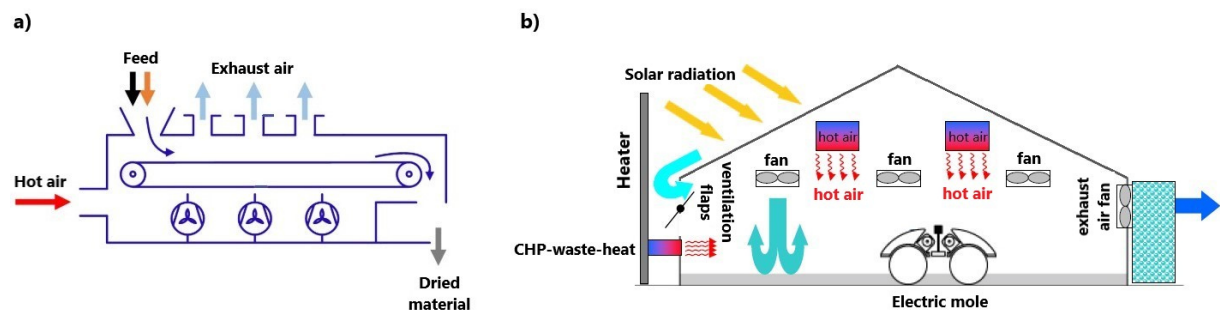 a)
Feed
Exhaust air
Hot air
Dried
material
b)
Solar radiation
Heater
ventilation
flaps
CHP-waste-heat
fan
hot air
hot air
fan
hot air
hot air
fan
exhaust
air fan
Electric mole